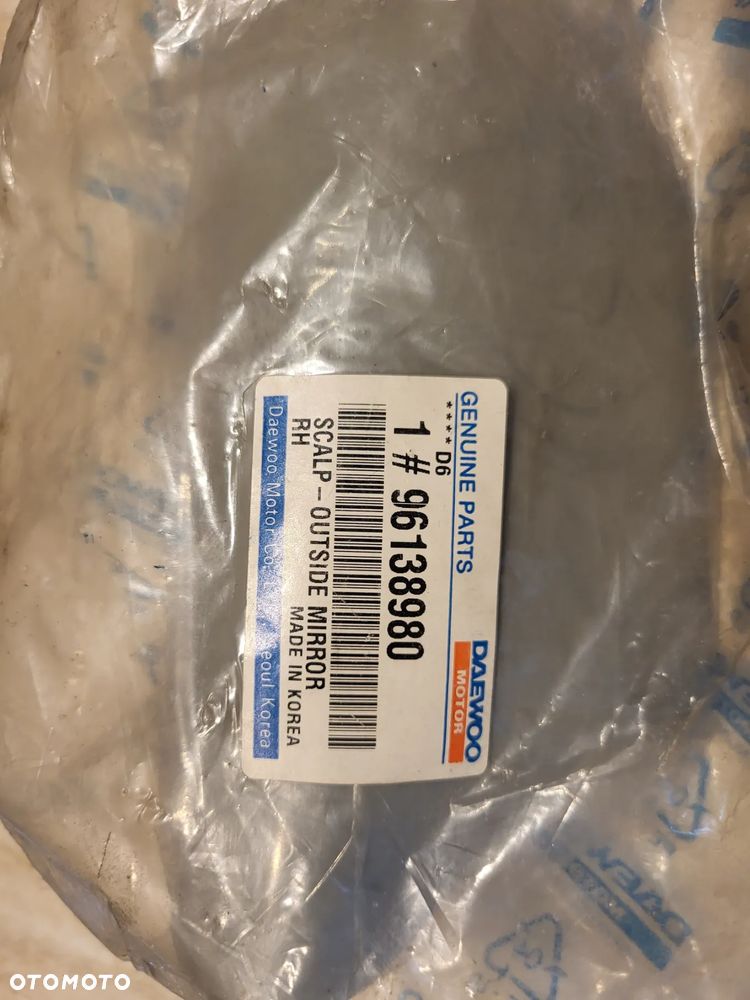 GENUINE PARTS
DAEWOO
MOTOR
**** D6
1 # 96138980
SCALP-OUTSIDE MIRROR
RH
MADE IN KOREA
Daewoo Motor Co., Seoul Korea
OTOMOTO